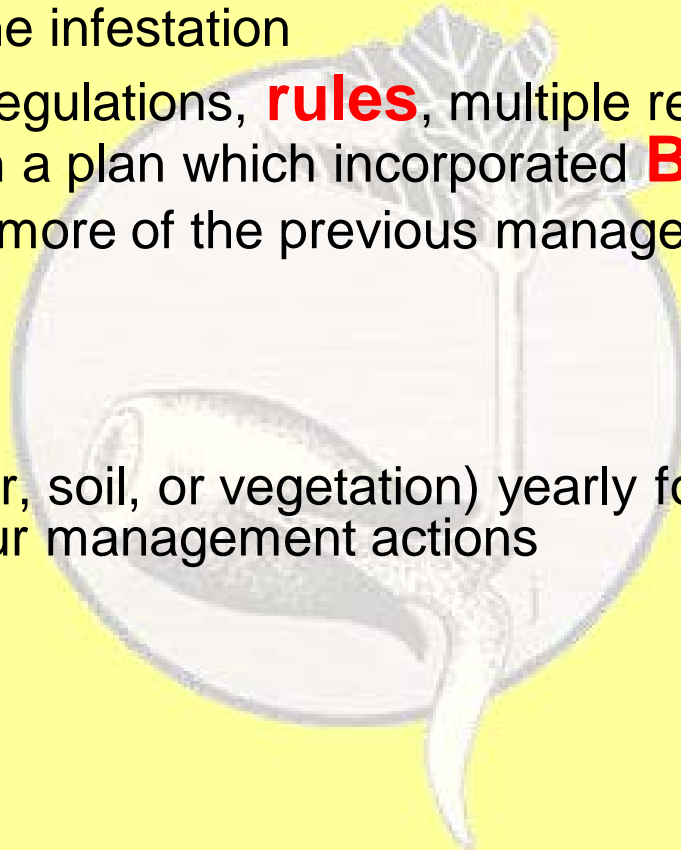 ne infestation
egulations, rules, multiple re
n a plan which incorporated B
more of the previous manage
r, soil, or vegetation) yearly fo
ur management actions
j